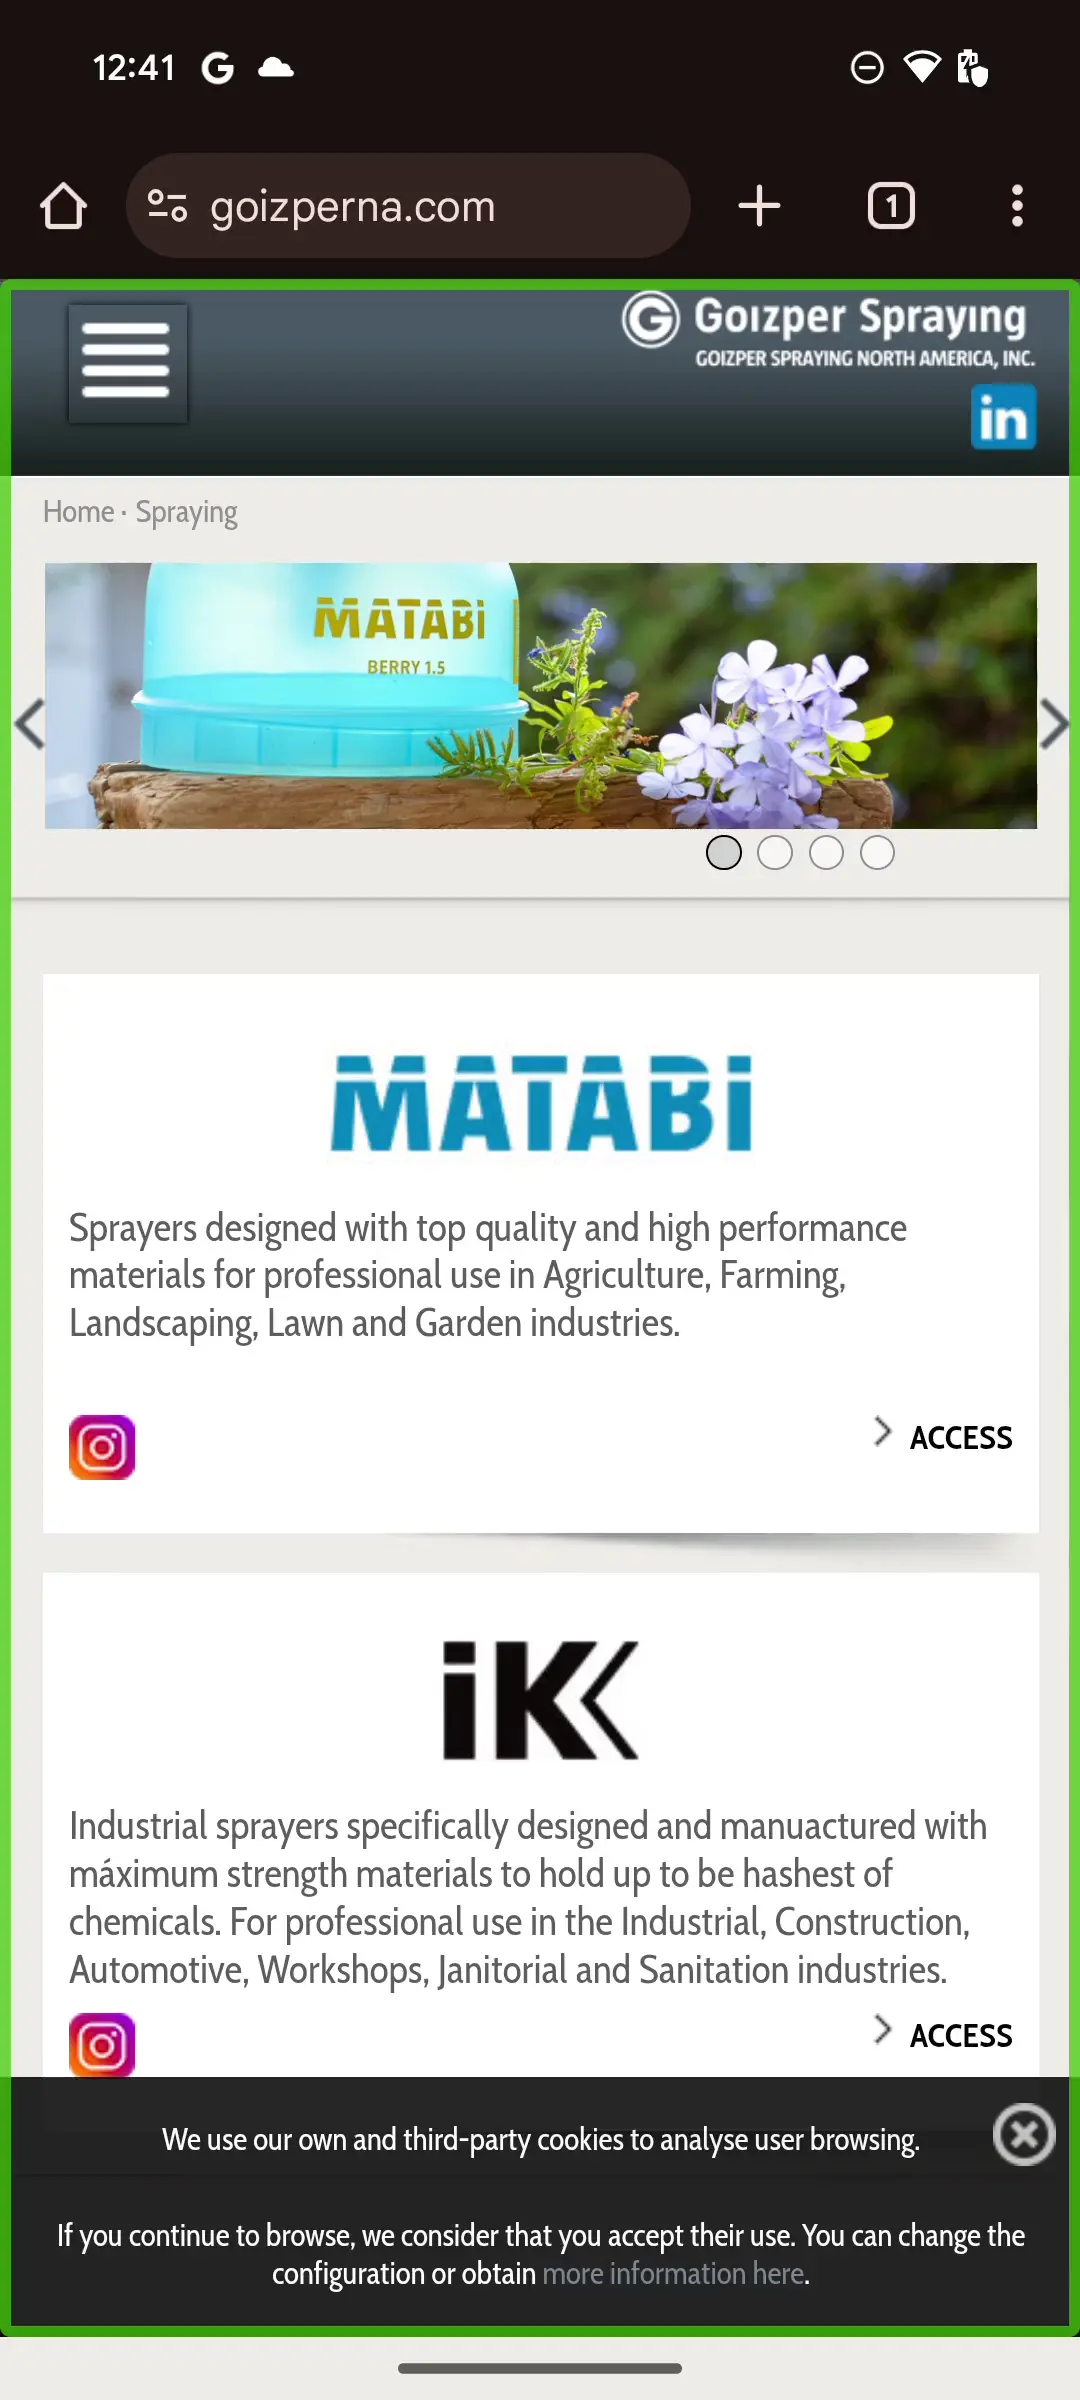 12:41
goizperna.com
1
Goizper Spraying
GOIZPER SPRAYING NORTH AMERICA, INC.
in
Home · Spraying
MATABi
BERRY 1.5
MATABi
Sprayers designed with top quality and high performance
materials for professional use in Agriculture, Farming,
Landscaping, Lawn and Garden industries.
ACCESS
iK
Industrial sprayers specifically designed and manuactured with
máximum strength materials to hold up to be hashest of
chemicals. For professional use in the Industrial, Construction,
Automotive, Workshops, Janitorial and Sanitation industries.
ACCESS
We use our own and third-party cookies to analyse user browsing.
If you continue to browse, we consider that you accept their use. You can change the
configuration or obtain more information here.